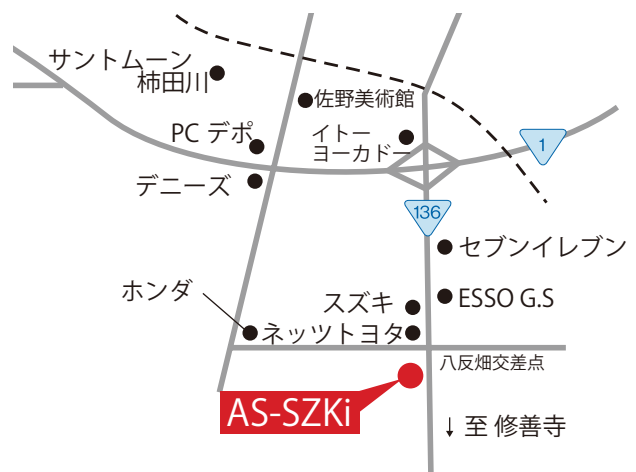 サントムーン
柿田川
佐野美術館
PC デポ
イトー
ヨーカドー
1
デニーズ
136
セブンイレブン
ホンダ
スズキ
ESSO G.S
ネッツトヨタ
八反畑交差点
AS-SZKi
↓ 至 修善寺